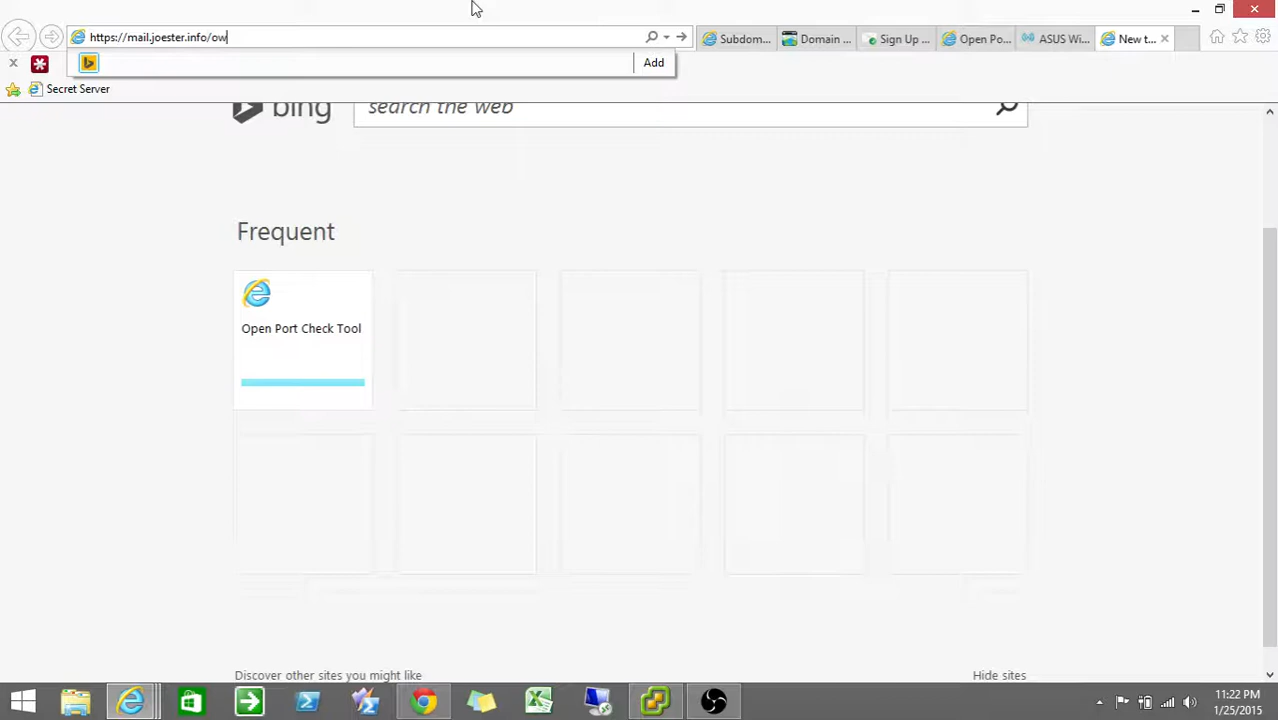 https://mail.joester.info/ow
Subdom...
Domain ...
Sign Up ...
Open Po...
ASUS Wi...
New t...
Add
Secret Server
bing
search the web
Frequent
Open Port Check Tool
Discover other sites you might like
Hide sites
11:22 PM
1/25/2015